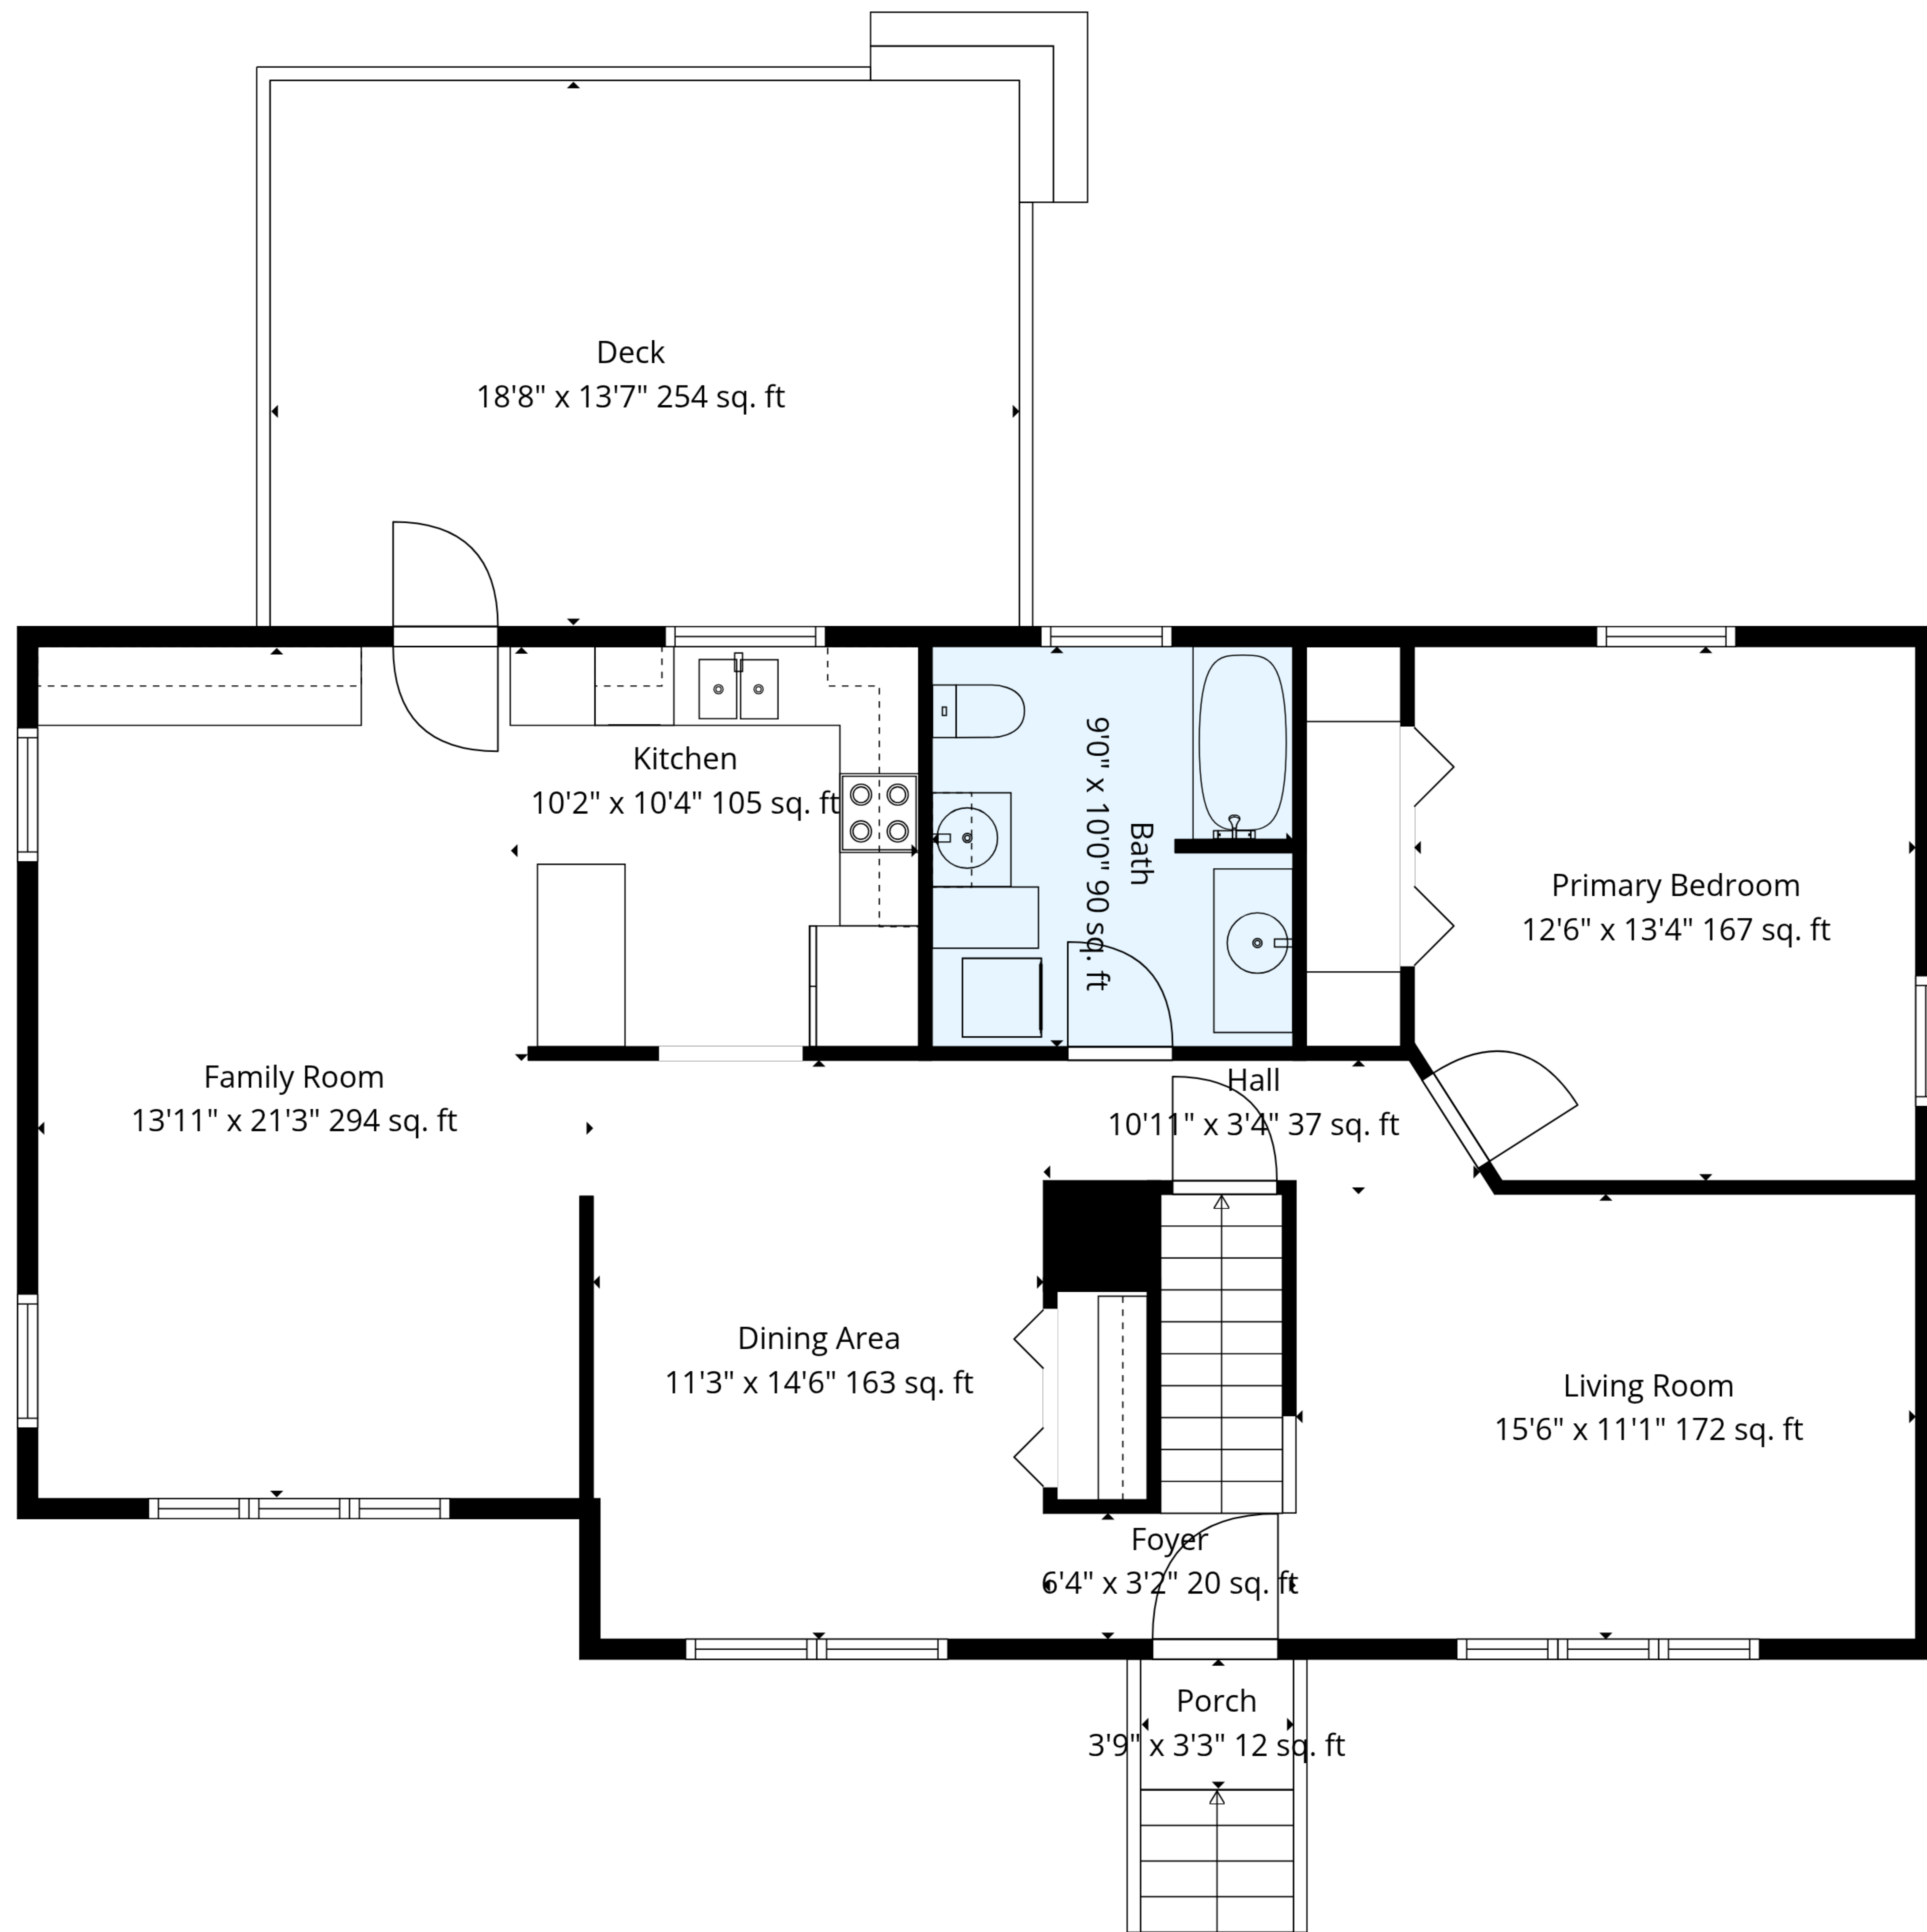 Deck
18'8" x 13'7" 254 sq. ft
Kitchen
10'2" x 10'4" 105 sq. ft
Bath
9'0" x 10'0" 90 sq. ft
Primary Bedroom
12'6" x 13'4" 167 sq. ft
Family Room
13'11" x 21'3" 294 sq. ft
Hall
10'11" x 3'4" 37 sq. ft
Dining Area
11'3" x 14'6" 163 sq. ft
Living Room
15'6" x 11'1" 172 sq. ft
Foyer
6'4" x 3'2" 20 sq. ft
Porch
3'9" x 3'3" 12 sq. ft